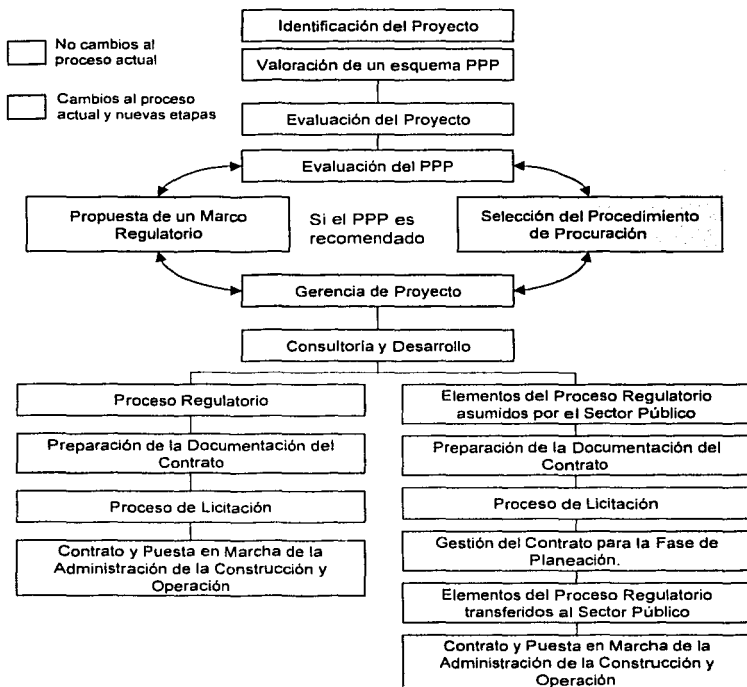 Identificación del Proyecto
No cambios al
proceso actual
Valoración de un esquema PPP
Cambios al proceso
actual y nuevas etapas
Evaluación del Proyecto
Evaluación del PPP
Propuesta de un Marco
Regulatorio
Si el PPP es
recomendado
Selección del Procedimiento
de Procuración
Gerencia de Proyecto
Consultoría y Desarrollo
Proceso Regulatorio
Preparación de la Documentación del
Contrato
Proceso de Licitación
Contrato y Puesta en Marcha de la
Administración de la Construcción y
Operación
Elementos del Proceso Regulatorio
asumidos por el Sector Público
Preparación de la Documentación del
Contrato
Proceso de Licitación
Gestión del Contrato para la Fase de
Planeación.
Elementos del Proceso Regulatorio
transferidos al Sector Público
Contrato y Puesta en Marcha de la
Administración de la Construcción y
Operación